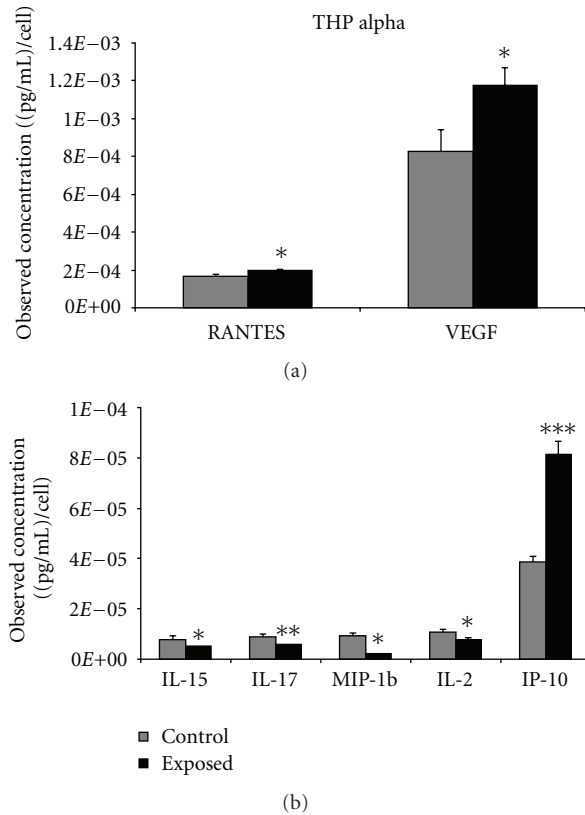 THP alpha
Observed concentration ((pg/mL)/cell)
1.4E−03
1.2E−03
1E−03
8E−04
6E−04
4E−04
2E−04
0E+00
*
*
RANTES VEGF
(a)
Observed concentration
((pg/mL)/cell)
1E−04
8E−05
6E−05
4E−05
2E−05
0E+00
* ** * * ***
IL-15 IL-17 MIP-1b IL-2 IP-10
Control
Exposed
(b)